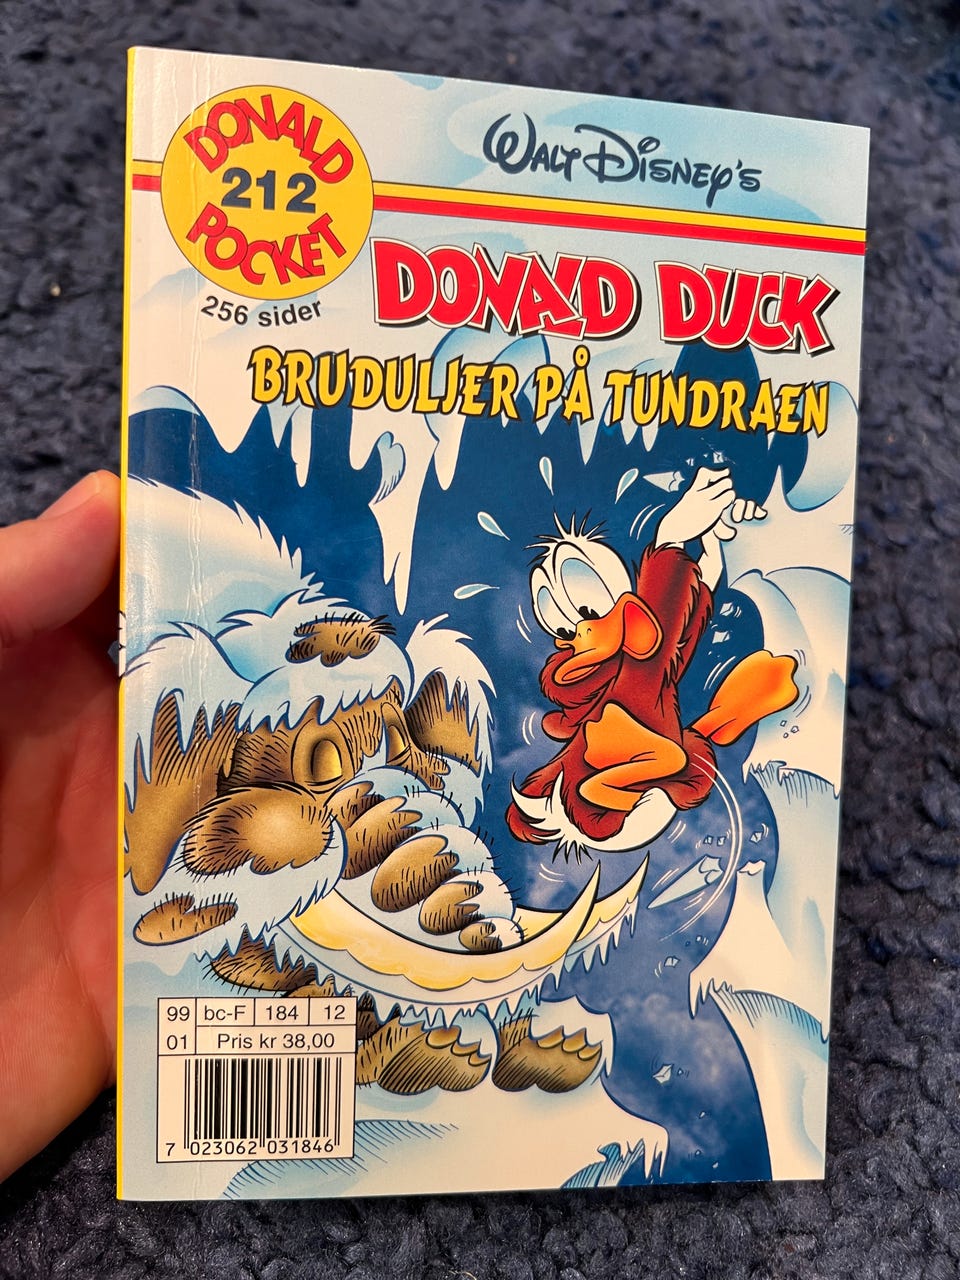 DONALD
212
POCKET
256 sider
WALT DISNEY'S
DONALD DUCK
BRUDULJER PÅ TUNDRAEN
99 bc-F 184 12
01 Pris kr 38,00
7 023062 031846